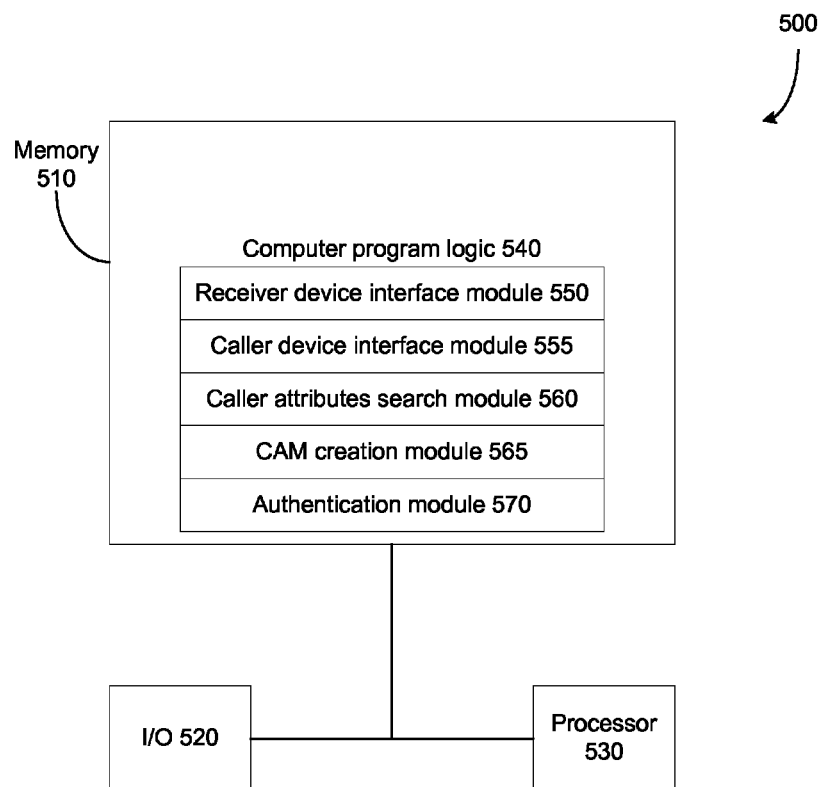 500
Memory
510
Computer program logic 540
Receiver device interface module 550
Caller device interface module 555
Caller attributes search module 560
CAM creation module 565
Authentication module 570
I/O 520
Processor
530